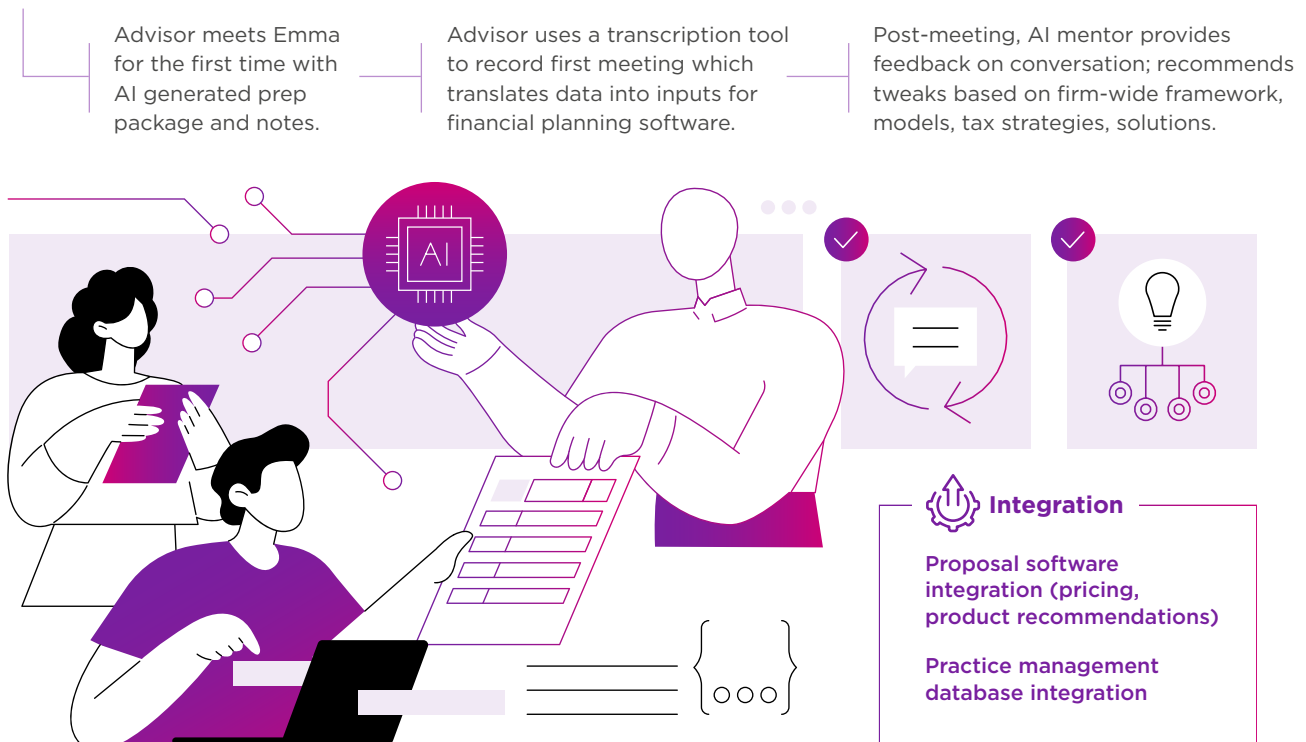 Advisor meets Emma
for the first time with
AI generated prep
package and notes.
Advisor uses a transcription tool
to record first meeting which
translates data into inputs for
financial planning software.
Post-meeting, AI mentor provides
feedback on conversation; recommends
tweaks based on firm-wide framework,
models, tax strategies, solutions.
AI
Integration
Proposal software
integration (pricing,
product recommendations)
Practice management
database integration